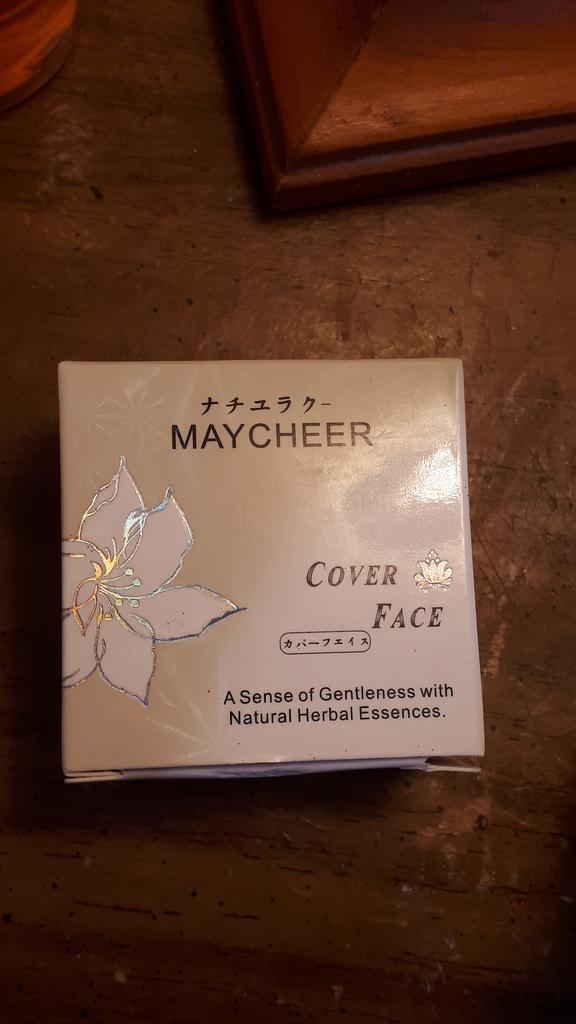 ナチュラクー
MAYCHEER
COVER
FACE
カバーフェイス
A Sense of Gentleness with
Natural Herbal Essences.